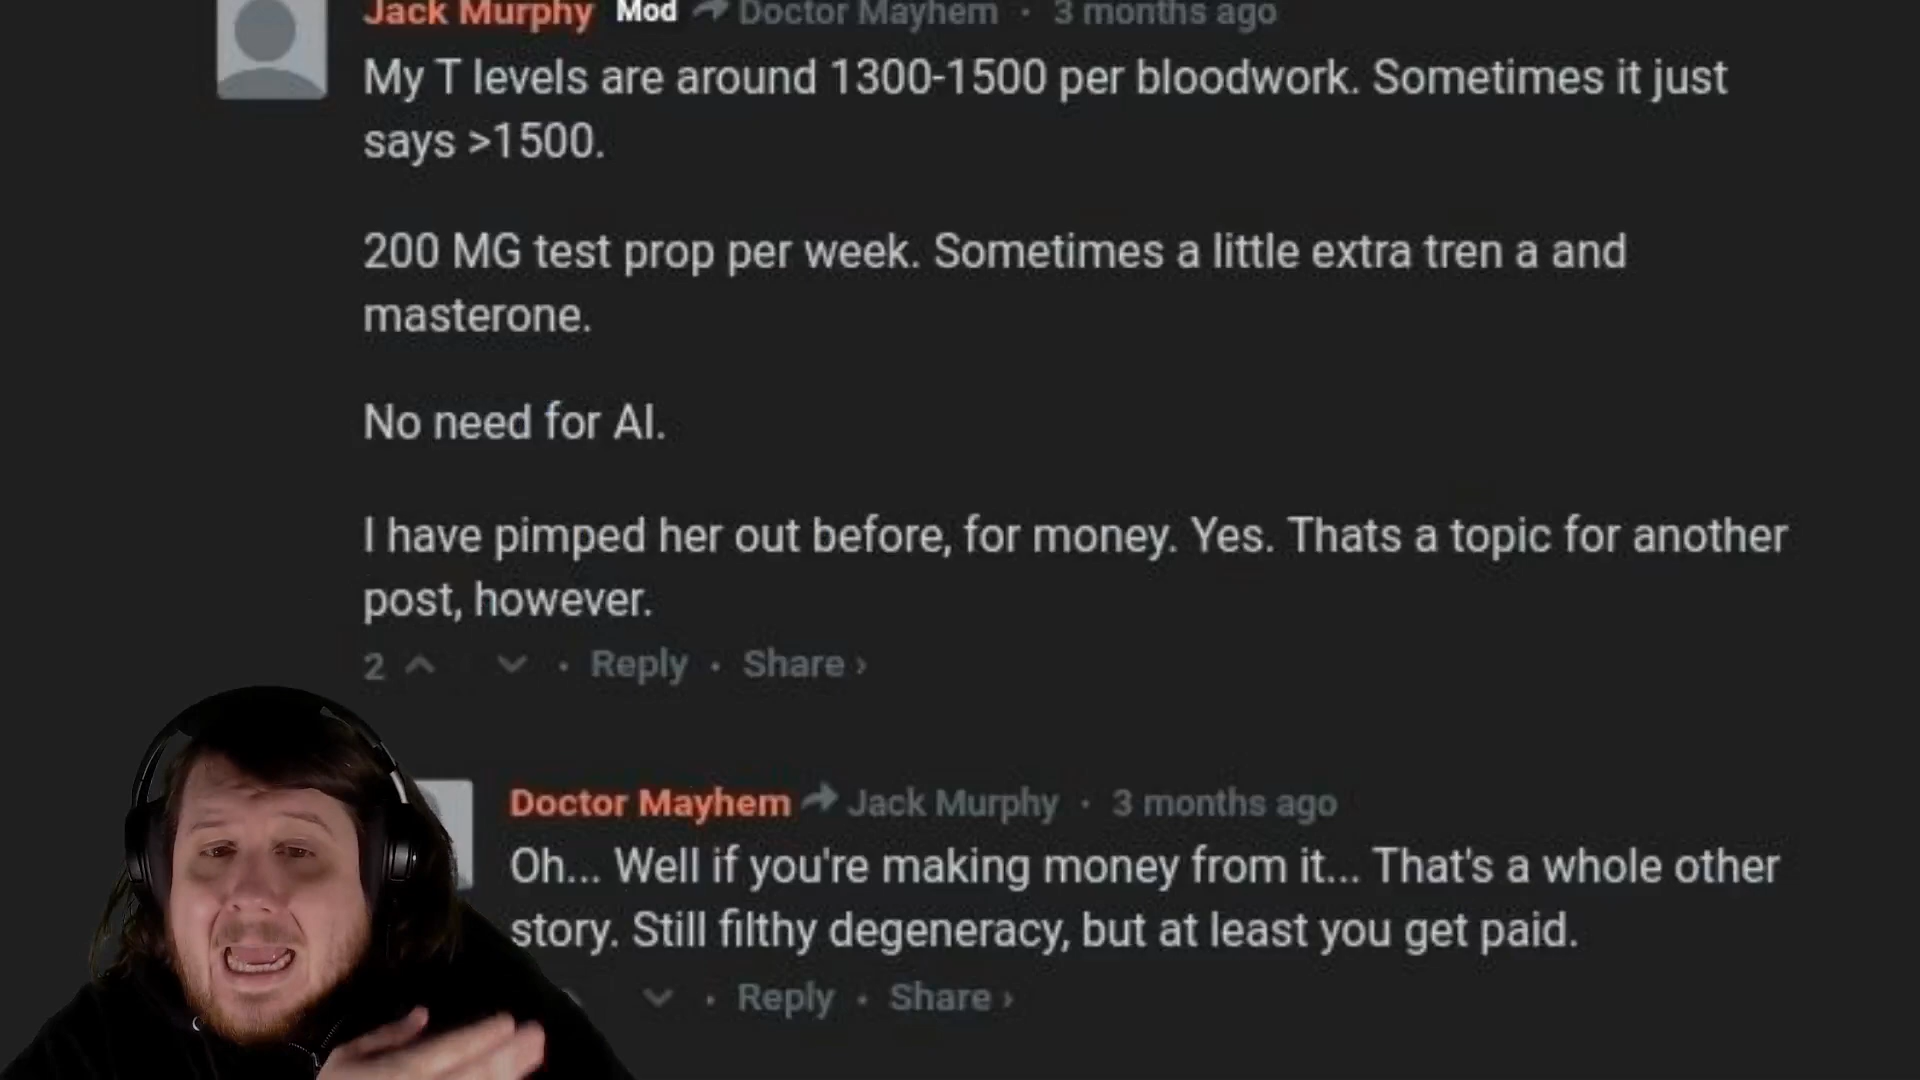 Jack Murphy Mod Doctor Mayhem · 3 months ago
My T levels are around 1300-1500 per bloodwork. Sometimes it just
says >1500.
200 MG test prop per week. Sometimes a little extra tren a and
masterone.
No need for AI.
I have pimped her out before, for money. Yes. Thats a topic for another
post, however.
2 · Reply · Share ›
Doctor Mayhem Jack Murphy · 3 months ago
Oh... Well if you're making money from it... That's a whole other
story. Still filthy degeneracy, but at least you get paid.
· Reply · Share ›